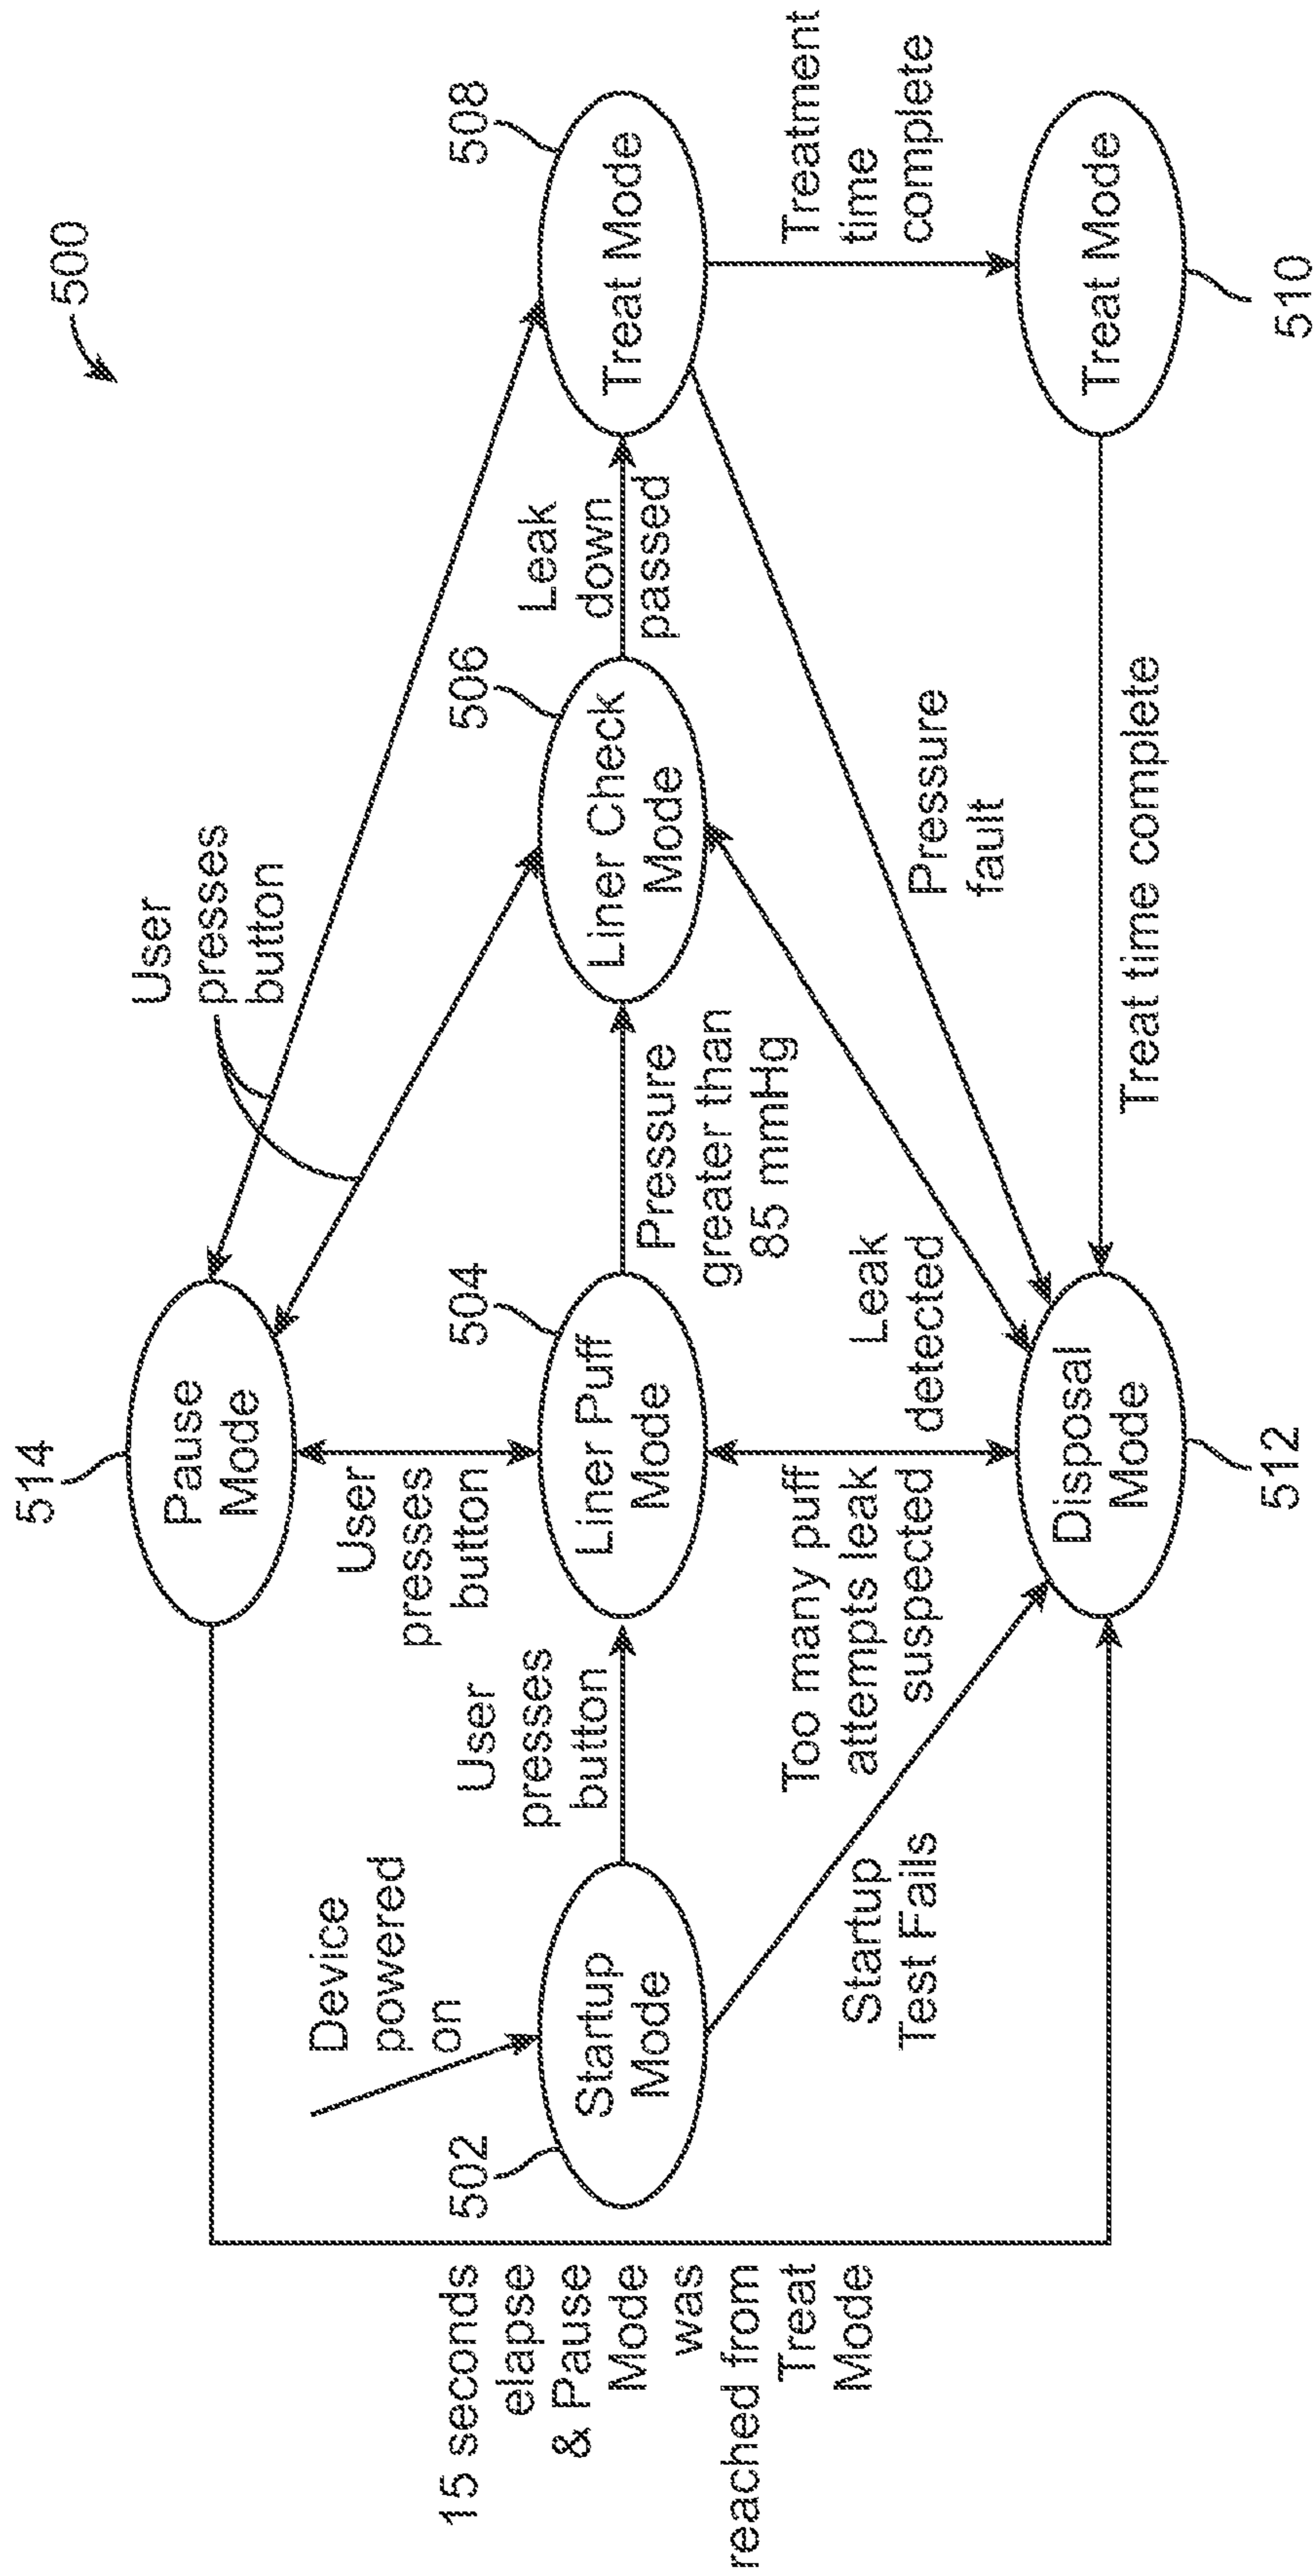 500
514
Pause
Mode
User
presses
button
Device
powered
on
User
presses
button
User
presses
button
502
Startup
Mode
504
Liner Puff
Mode
506
Liner Check
Mode
508
Treat Mode
Pressure
greater than
85 mmHg
Leak
down
passed
15 seconds
elapse
& Pause
Mode was
reached from
Treat
Mode
Startup
Test Fails
Too many puff
attempts leak
suspected
Leak
detected
Pressure
fault
Treatment
time
complete
Disposal
Mode
512
Treat time complete
Treat Mode
510